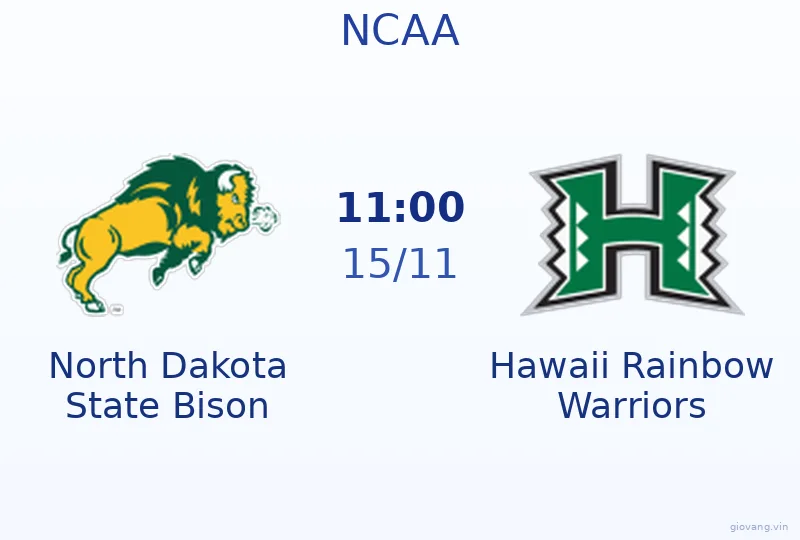 NCAA
11:00
15/11
North Dakota
State Bison
Hawaii Rainbow
Warriors
giovang.vin